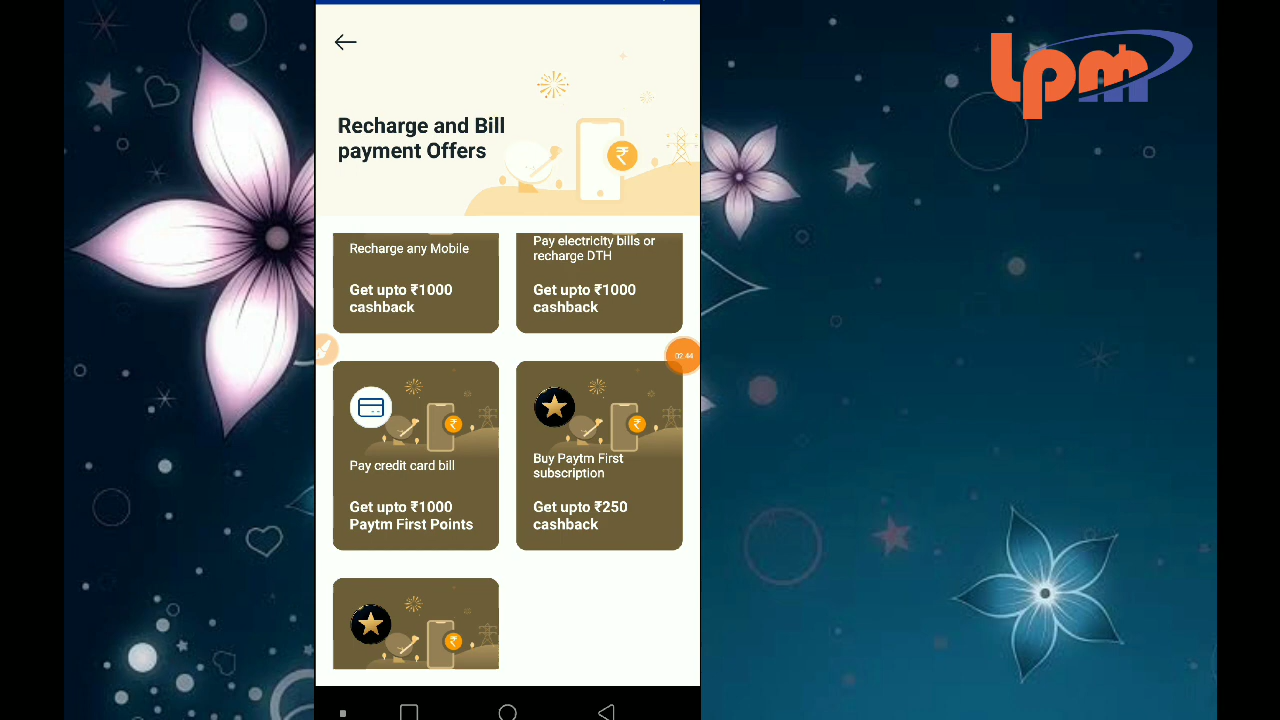 lpm
Recharge and Bill
payment Offers
₹
Recharge any Mobile
Get upto ₹1000
cashback
Pay electricity bills or
recharge DTH
Get upto ₹1000
cashback
02:44
₹
Pay credit card bill
Get upto ₹1000
Paytm First Points
₹
Buy Paytm First
subscription
Get upto ₹250
cashback
₹